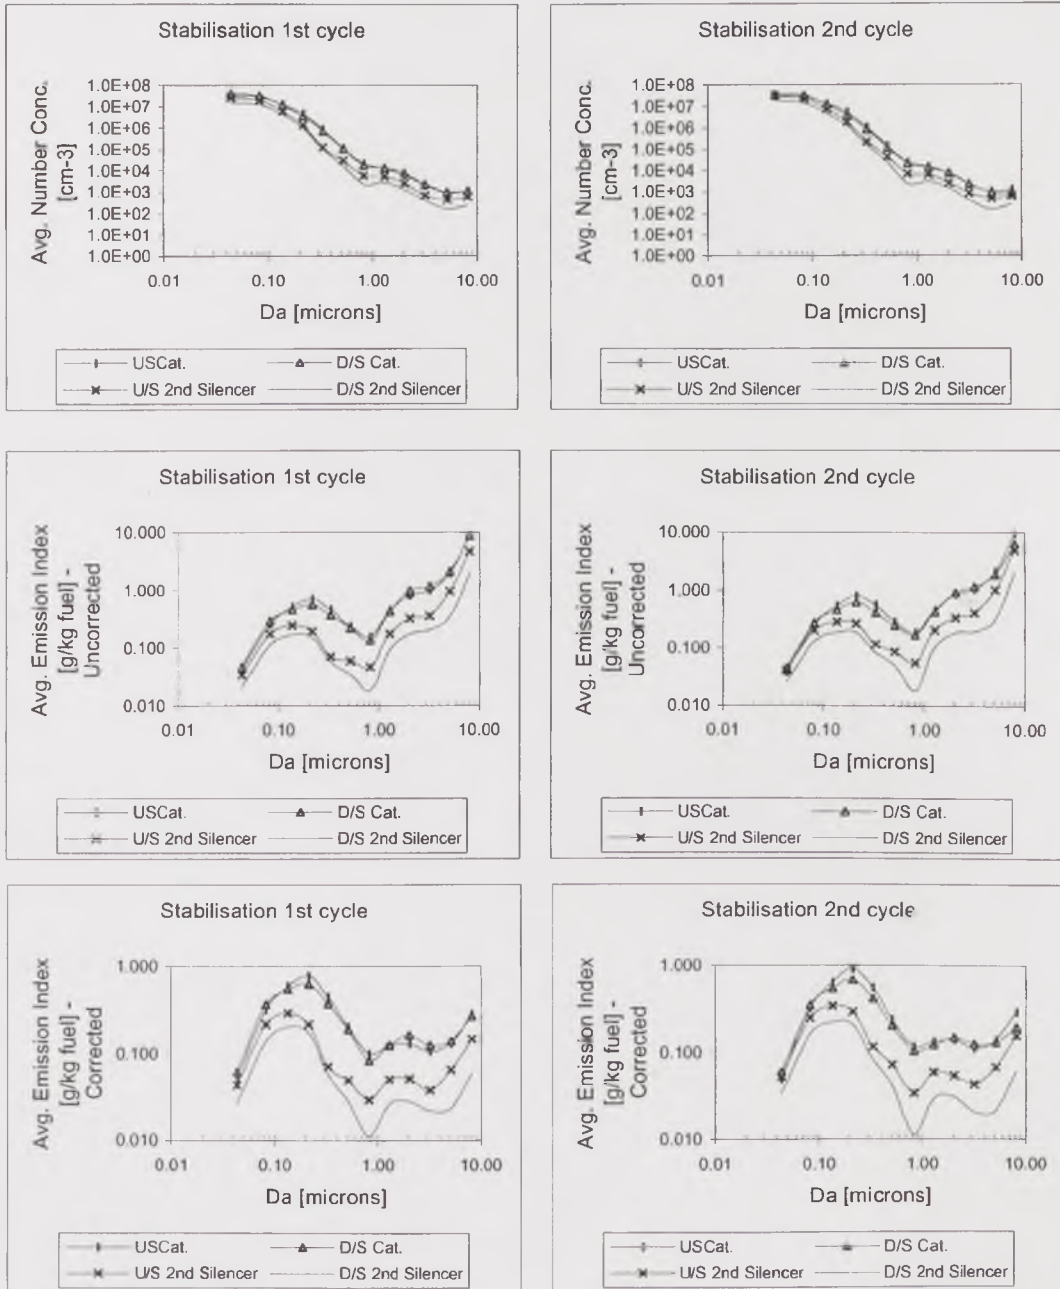 Stabilisation 1st cycle
Avg. Number Conc.
[cm-3]
1.0E+08
1.0E+07
1.0E+06
1.0E+05
1.0E+04
1.0E+03
1.0E+02
1.0E+01
1.0E+00
0.01 0.10 1.00 10.00
Da [microns]
USCat. D/S Cat.
U/S 2nd Silencer D/S 2nd Silencer
Stabilisation 2nd cycle
Avg. Number Conc.
[cm-3]
1.0E+08
1.0E+07
1.0E+06
1.0E+05
1.0E+04
1.0E+03
1.0E+02
1.0E+01
1.0E+00
0.01 0.10 1.00 10.00
Da [microns]
USCat. D/S Cat.
U/S 2nd Silencer D/S 2nd Silencer
Stabilisation 1st cycle
Avg. Emission Index
[g/kg fuel] -
Uncorrected
10.000
1.000
0.100
0.010
0.01 0.10 1.00 10.00
Da [microns]
USCat. D/S Cat.
U/S 2nd Silencer D/S 2nd Silencer
Stabilisation 2nd cycle
Avg. Emission Index
[g/kg fuel] -
Uncorrected
10.000
1.000
0.100
0.010
0.01 0.10 1.00 10.00
Da [microns]
USCat. D/S Cat.
U/S 2nd Silencer D/S 2nd Silencer
Stabilisation 1st cycle
Avg. Emission Index
[g/kg fuel] -
Corrected
1.000
0.100
0.010
0.01 0.10 1.00 10.00
Da [microns]
USCat. D/S Cat.
U/S 2nd Silencer D/S 2nd Silencer
Stabilisation 2nd cycle
Avg. Emission Index
[g/kg fuel] -
Corrected
1.000
0.100
0.010
0.01 0.10 1.00 10.00
Da [microns]
USCat. D/S Cat.
U/S 2nd Silencer D/S 2nd Silencer